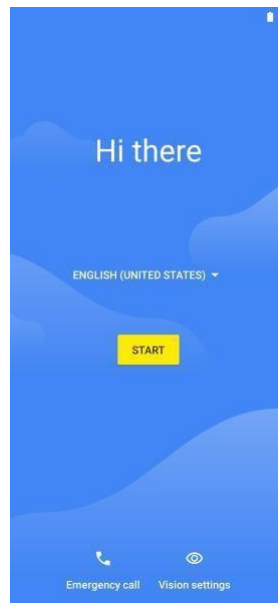 Hi there
ENGLISH (UNITED STATES)
START
Emergency call Vision settings